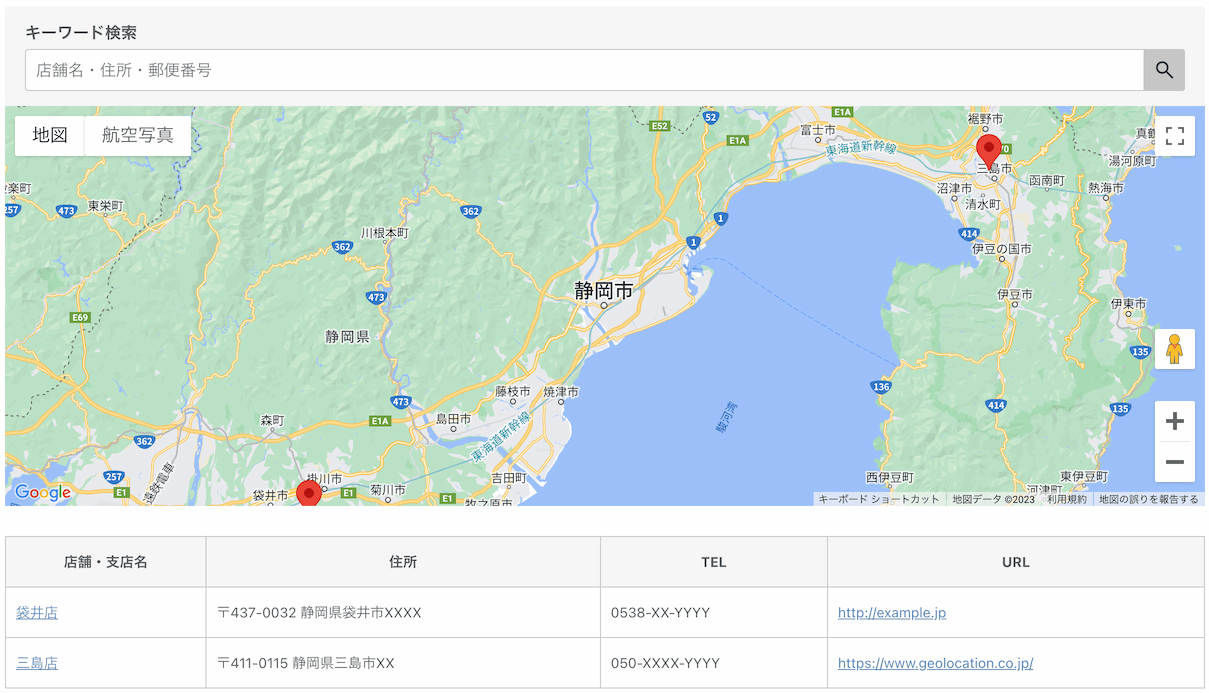 キーワード検索
店舗名・住所・郵便番号
地図 航空写真
52
E1A
裾野市
E52
E1A
富士市
東海道新幹線
70
湯河原町
三島市
函南町
熱海市
沼津市
清水町
東栄町
257
473
362
1
川根本町
362
1
414
伊豆の国市
静岡市
473
伊豆市
伊東市
E69
静岡県
135
136
藤枝市
焼津市
473
414
135
森町
E1A
島田市
362
東海道新幹線
駿河湾
遠鉄電車
257
掛川市
吉田町
西伊豆町
東伊豆町
Google
E1
袋井市
E1
菊川市
E1
牧之原市
河津町
キーボード ショートカット 地図データ ©2023 利用規約 地図の誤りを報告する
店舗・支店名 住所 TEL URL
袋井店 〒437-0032 静岡県袋井市XXXX 0538-XX-YYYY http://example.jp
三島店 〒411-0115 静岡県三島市XX 050-XXXX-YYYY https://www.geolocation.co.jp/